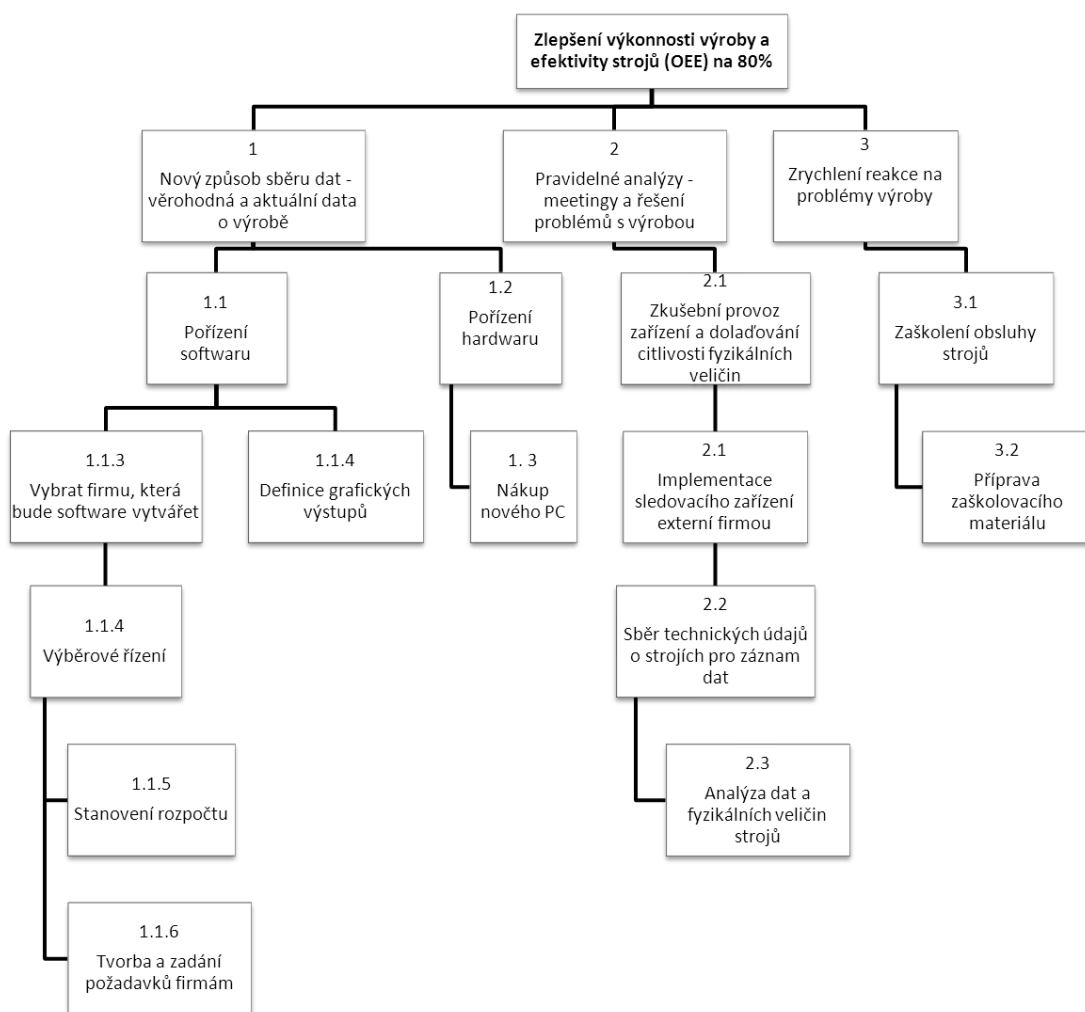 Zlepšení výkonnosti výroby a
efektivity strojů (OEE) na 80%
1
Nový způsob sběru dat -
věrohodná a aktuální data
o výrobě
2
Pravidelné analýzy -
meetingy a řešení
problémů s výrobou
3
Zrychlení reakce na
problémy výroby
1.1
Pořízení
softwaru
1.2
Pořízení
hardwaru
2.1
Zkušební provoz
zařízení a dolaďování
citlivosti fyzikálních
veličin
3.1
Zaškolení obsluhy
strojů
1.1.3
Vybrat firmu, která
bude software vytvářet
1.1.4
Definice grafických
výstupů
1. 3
Nákup
nového PC
2.1
Implementace
sledovacího zařízení
externí firmou
3.2
Příprava
zaškolovacího
materiálu
1.1.4
Výběrové řízení
2.2
Sběr technických údajů
o strojích pro záznam
dat
1.1.5
Stanovení rozpočtu
2.3
Analýza dat a
fyzikálních veličin
strojů
1.1.6
Tvorba a zadání
požadavků firmám